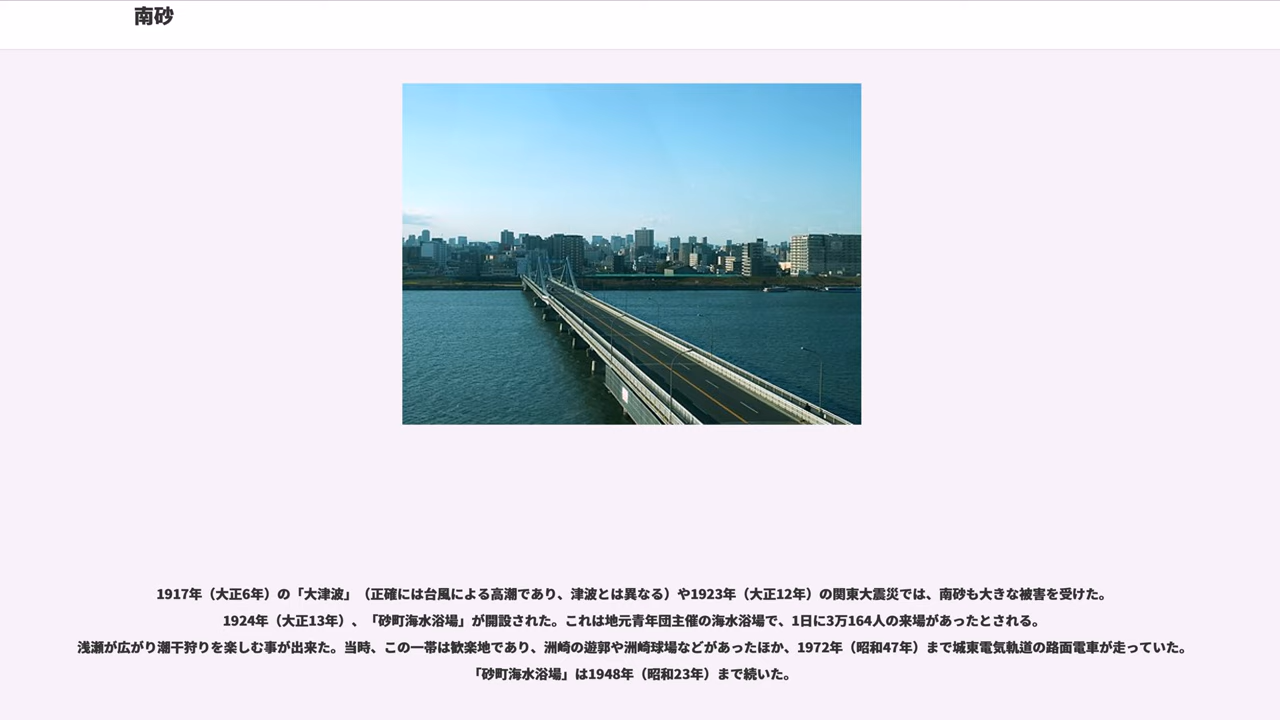 南砂
1917年（大正6年）の「大津波」（正確には台風による高潮であり、津波とは異なる）や1923年（大正12年）の関東大震災では、南砂も大きな被害を受けた。
1924年（大正13年）、「砂町海水浴場」が開設された。これは地元青年団主催の海水浴場で、1日に3万164人の来場があったとされる。
浅瀬が広がり潮干狩りを楽しむ事が出来た。当時、この一帯は歓楽地であり、洲崎の遊郭や洲崎球場などがあったほか、1972年（昭和47年）まで城東電気軌道の路面電車が走っていた。
「砂町海水浴場」は1948年（昭和23年）まで続いた。